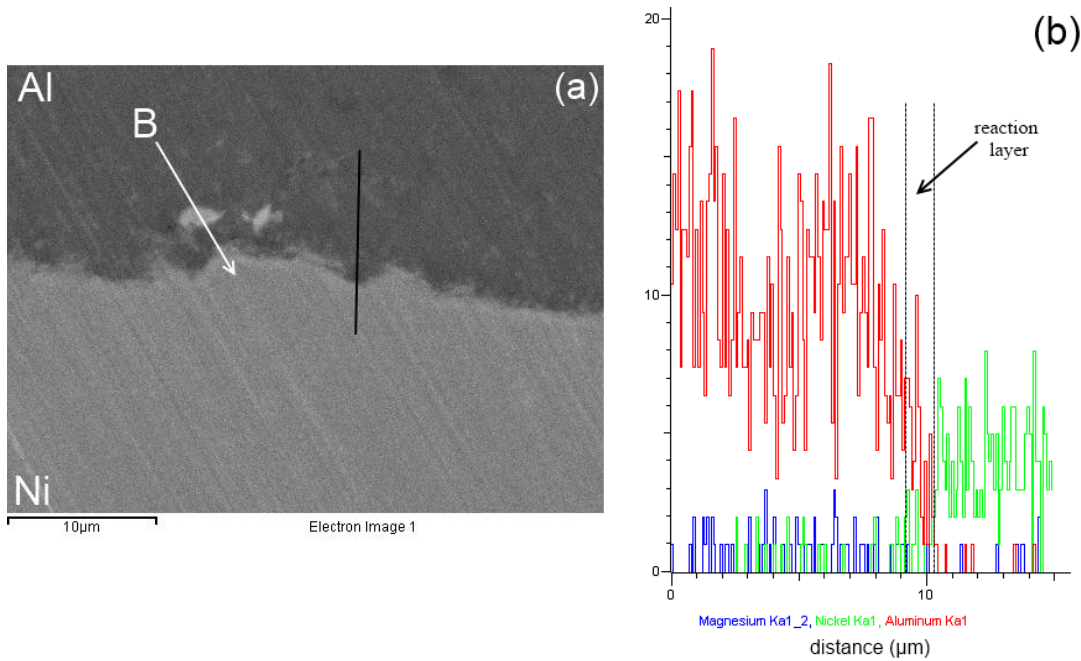 Al
(a)
B
Ni
10µm
Electron Image 1
20
(b)
reaction
layer
10
0
0
10
Magnesium Ka1_2, Nickel Ka1, Aluminum Ka1
distance (µm)